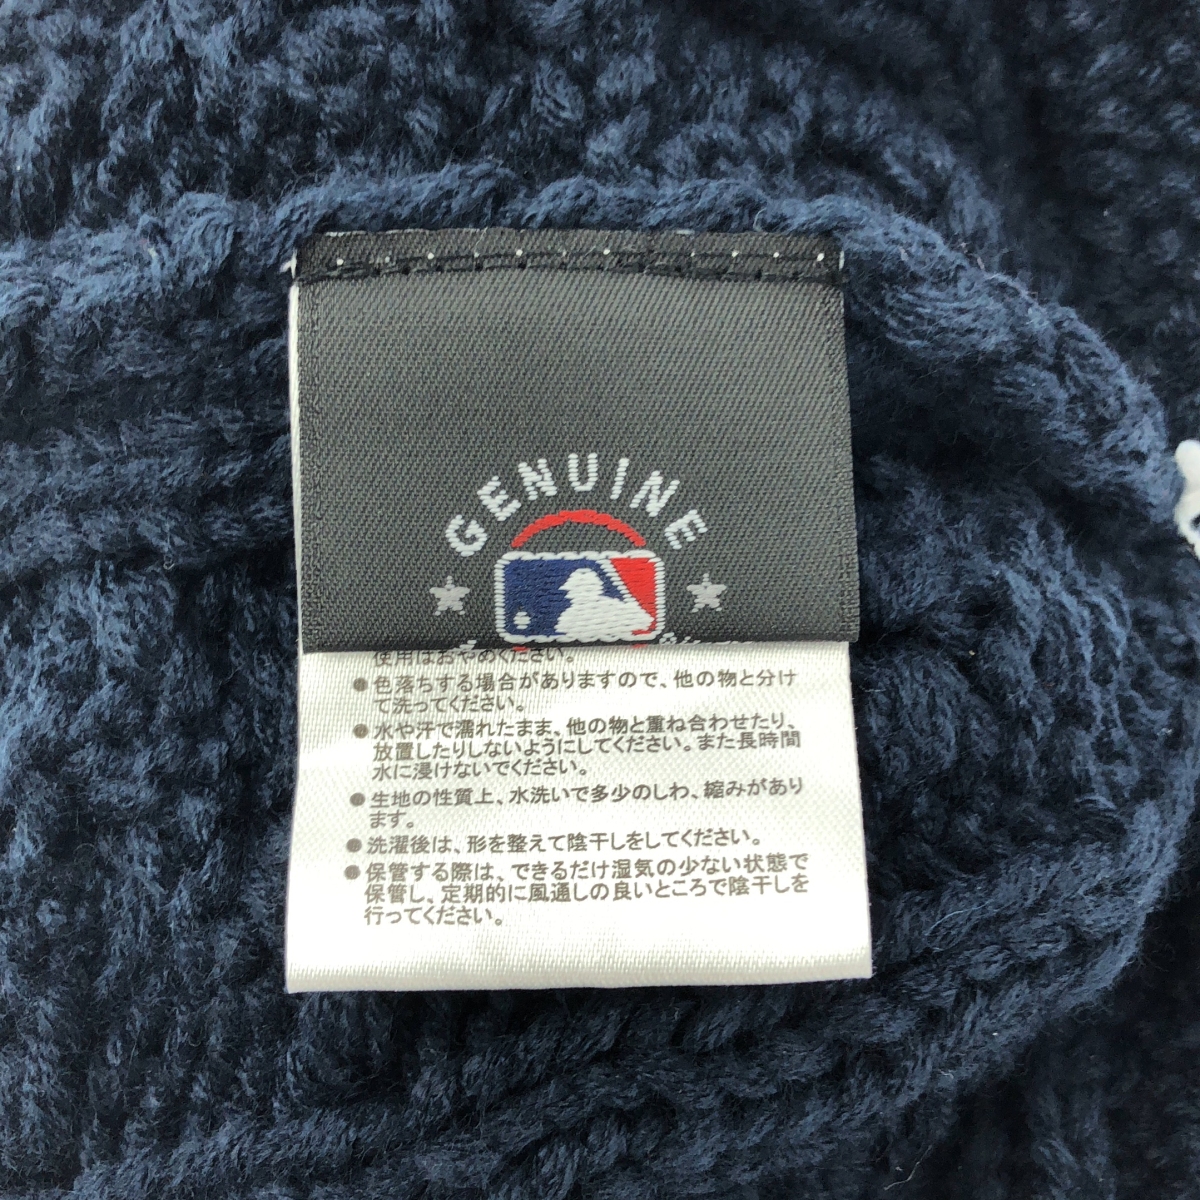 GENUINE
使用はおやめください。
●色落ちする場合がありますので、他の物と分け
て洗ってください。
●水や汗で濡れたまま、他の物と重ね合わせたり、
放置したりしないようにしてください。また長時間
水に浸けないでください。
●生地の性質上、水洗いで多少のしわ、縮みがあり
ます。
●洗濯後は、形を整えて陰干しをしてください。
●保管する際は、できるだけ湿気の少ない状態で
保管し、定期的に風通しの良いところで陰干しを
行ってください。